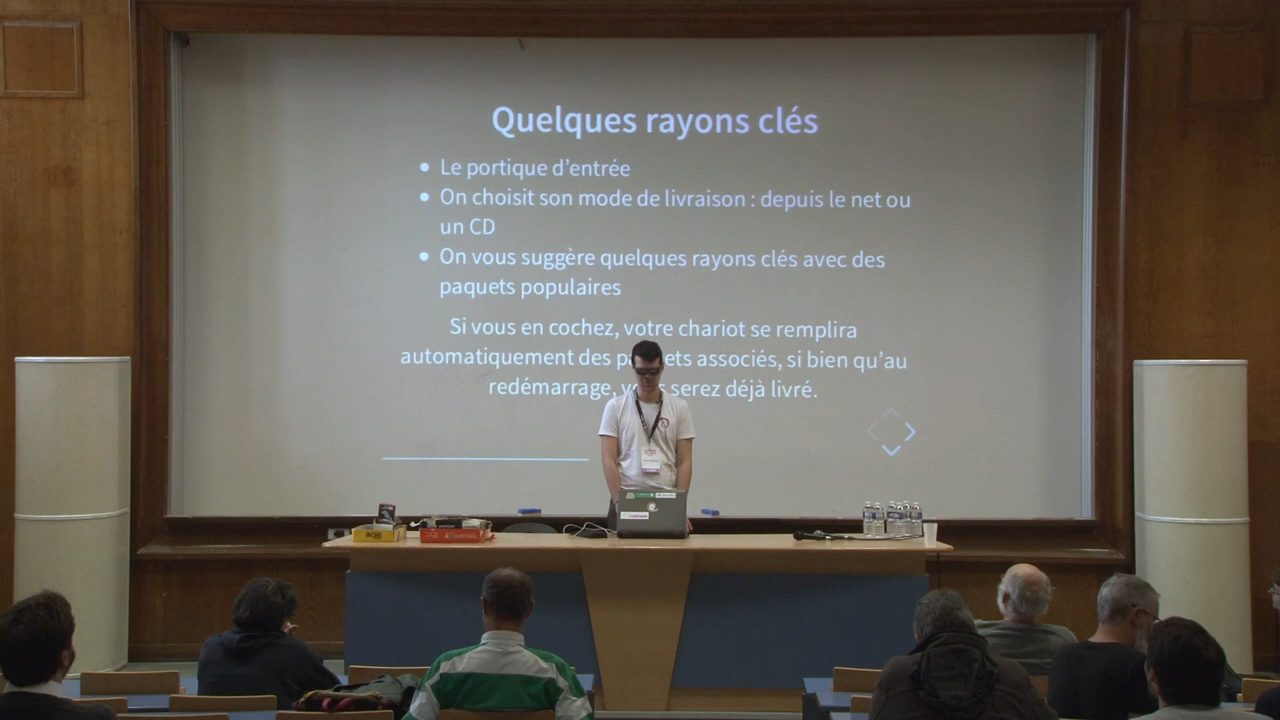 Quelques rayons clés
• Le portique d'entrée
• On choisit son mode de livraison : depuis le net ou
un CD
• On vous suggère quelques rayons clés avec des
paquets populaires
Si vous en cochez, votre chariot se remplira
automatiquement des pa ets associés, si bien qu'au
redémarrage, v s serez déjà livré.